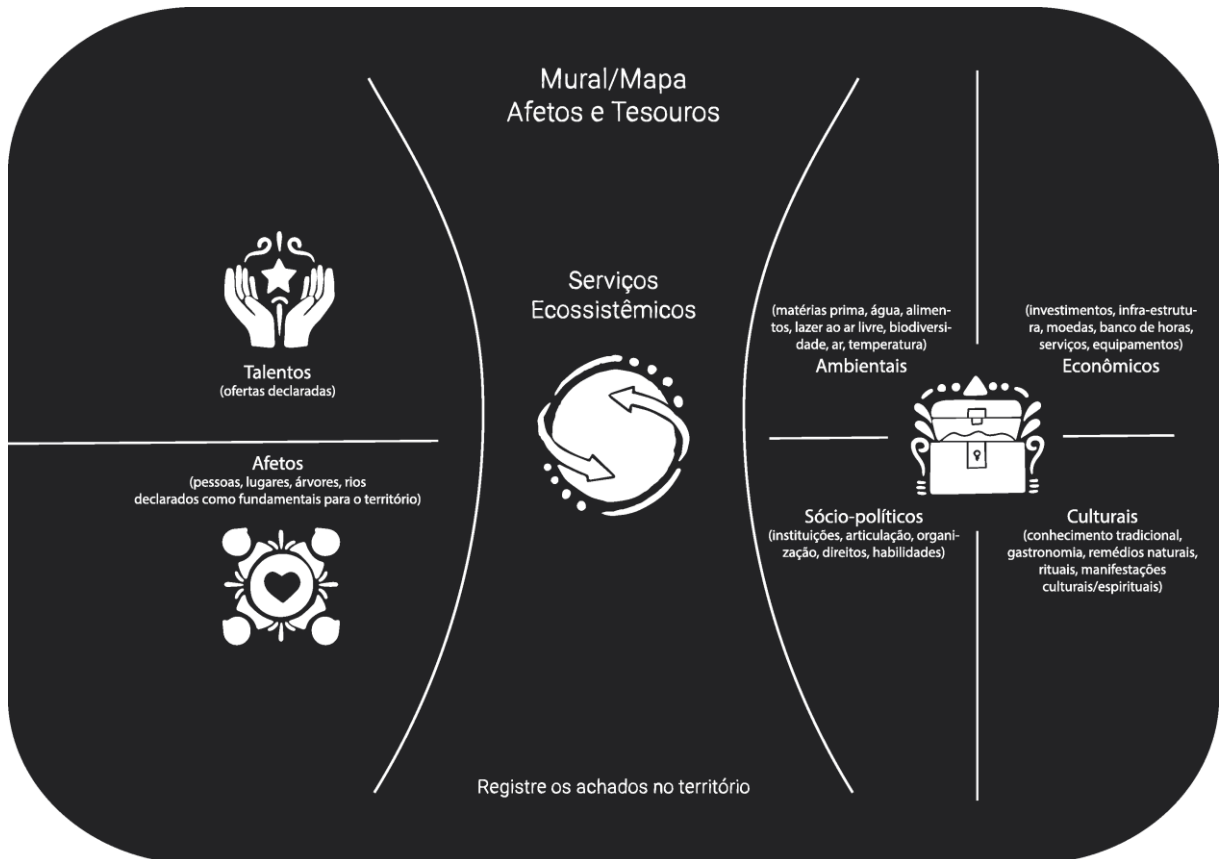 Mural/Mapa
Afetos e Tesouros
Talentos
(ofertas declaradas)
Afetos
(pessoas, lugares, árvores, rios
declarados como fundamentais para o território)
Serviços
Ecossistêmicos
(matérias prima, água, alimen-
tos, lazer ao ar livre, biodiversi-
dade, ar, temperatura)
Ambientais
(investimentos, infra-estrutu-
ra, moedas, banco de horas,
serviços, equipamentos)
Econômicos
Sócio-políticos
(instituições, articulação, organi-
zação, direitos, habilidades)
Culturais
(conhecimento tradicional,
gastronomia, remédios naturais,
rituais, manifestações
culturais/espirituais)
Registre os achados no território